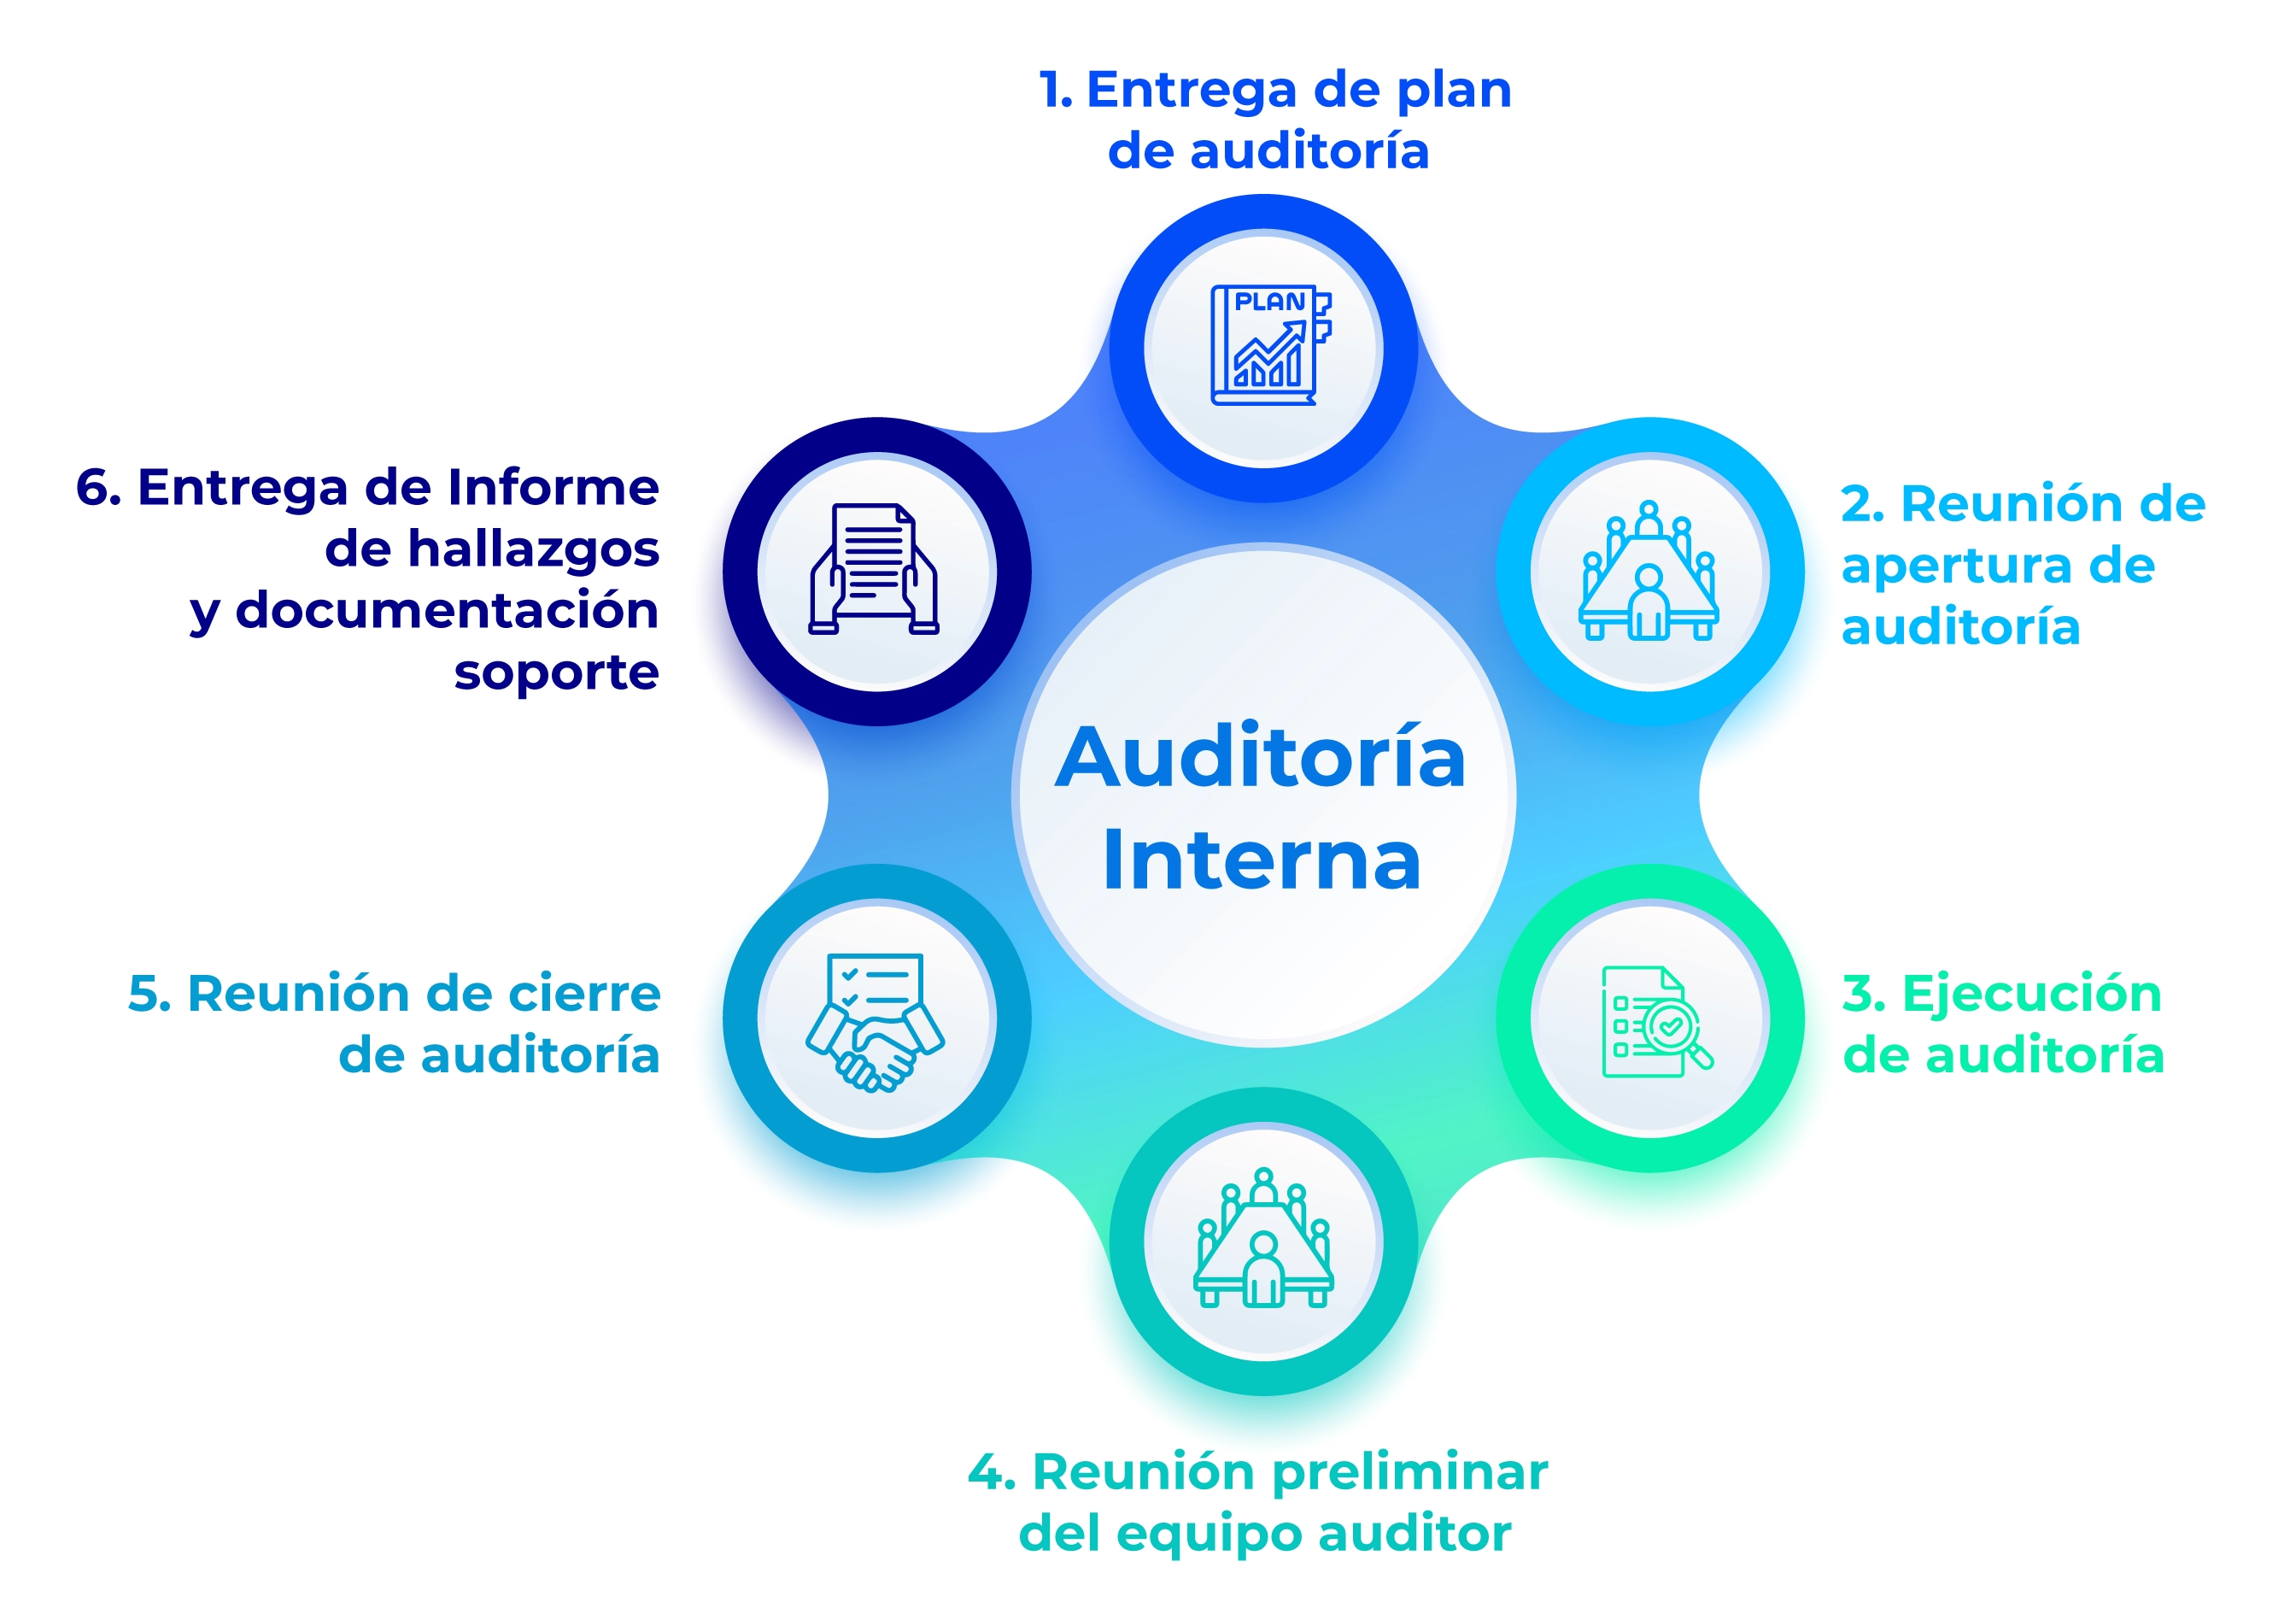 1. Entrega de plan
de auditoría
PLAN
2. Reunión de
apertura de
auditoría
3. Ejecución
de auditoría
4. Reunión preliminar
del equipo auditor
5. Reunión de cierre
de auditoría
6. Entrega de Informe
de hallazgos
y documentación
soporte
Auditoría
Interna